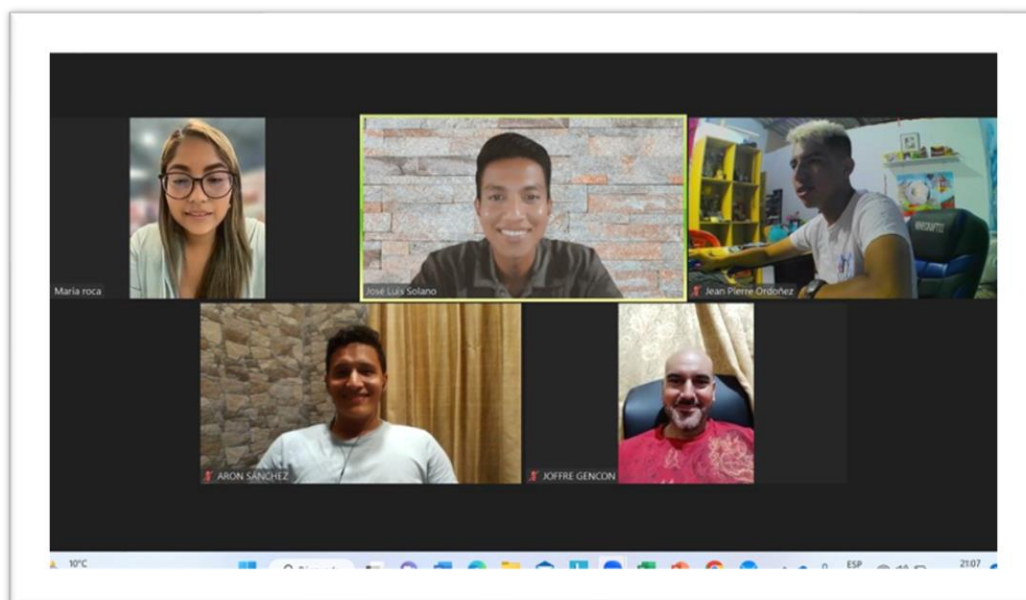 Maria roca
José Luis Solano
Jean Pierre Ordoñez
ARON SÁNCHEZ
JOFFRE GENCON
10°C
ESP
21:07